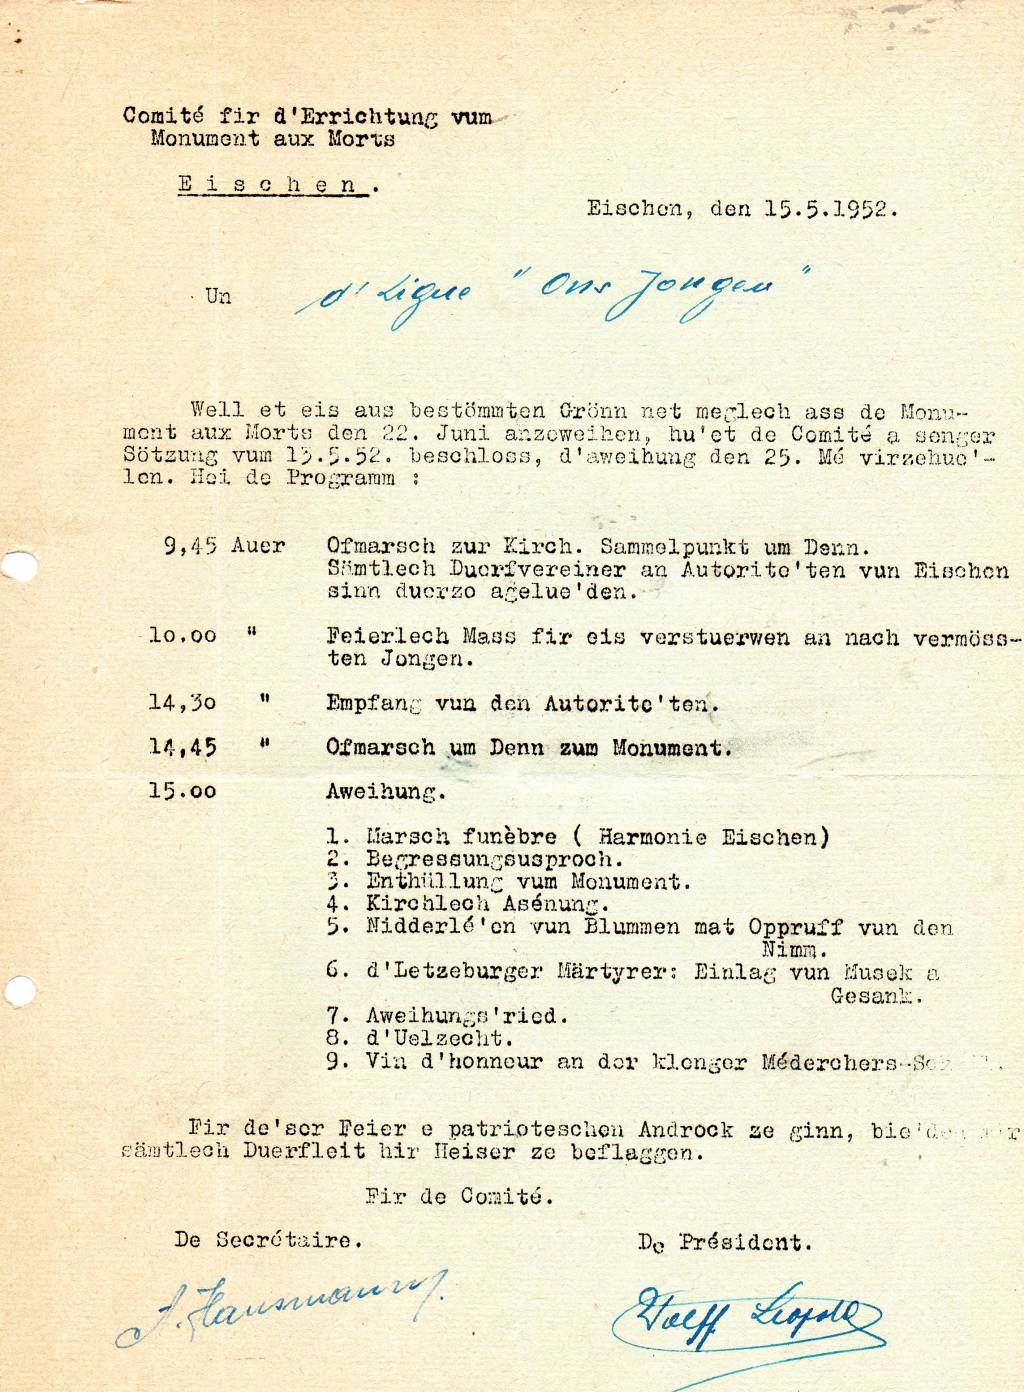 Comité fir d'Errichtung vum
Monument aux Morts
Eischen.
Eischen, den 15.5.1952.
Un d'Ligue "Ons Jongen"
Well et eis aus bestömmten Grönn net meglech ass de Monu-
ment aux Morts den 22. Juni anzeweihen, hu'et de Comité a senger
Sötzung vum 13.5.52. beschloss, d'aweihung den 25. Mé virzehue'-
len. Hei de Programm :
9,45 Auer Ofmarsch zur Kirch. Sammelpunkt um Denn.
Sämtlech Duerfvereiner an Autorite'ten vun Eischen
sinn duerzo agelue'den.
10.00 " Feierlech Mass fir eis verstuerwen an nach vermöss-
ten Jongen.
14,30 " Empfang vun den Autorite'ten.
14,45 " Ofmarsch um Denn zum Monument.
15.00 Aweihung.
1. Marsch funèbre ( Harmonie Eischen)
2. Begressungsusproch.
3. Enthüllung vum Monument.
4. Kirchlech Asénung.
5. Nidderlé'en vun Blummen mat Oppruff vun den
Nimm.
6. d'Letzeburger Märtyrer: Einlag vun Musek a
Gesank.
7. Aweihungs'ried.
8. d'Uelzecht.
9. Vin d'honneur an der klenger Méderchers-
Fir de'ser Feier e patrioteschen Androck ze ginn, bie'den mir
sämtlech Duerfleit hir Heiser ze beflaggen.
Fir de Comité.
De Secrétaire. De Président.
A. Hausmann Wolff Leopold